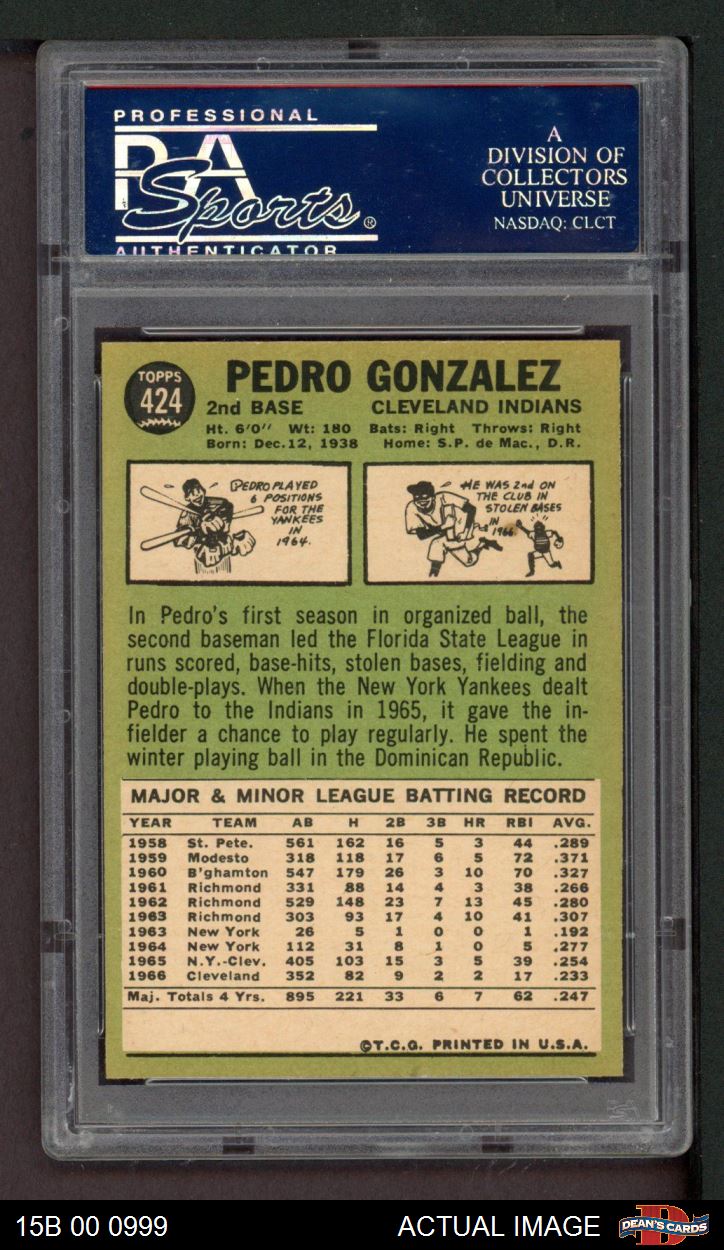 PROFESSIONAL
PSA
Sports®
AUTHENTICATOR
A
DIVISION OF
COLLECTORS
UNIVERSE
NASDAQ: CLCT
TOPPS
424
PEDRO GONZALEZ
2nd BASE CLEVELAND INDIANS
Ht. 6'0'' Wt: 180 Bats: Right Throws: Right
Born: Dec. 12, 1938 Home: S.P. de Mac., D.R.
PEDRO PLAYED
6 POSITIONS
FOR THE
YANKEES
IN
1964.
HE WAS 2nd ON
THE CLUB IN
STOLEN BASES
IN
1966.
In Pedro's first season in organized ball, the
second baseman led the Florida State League in
runs scored, base-hits, stolen bases, fielding and
double-plays. When the New York Yankees dealt
Pedro to the Indians in 1965, it gave the in-
fielder a chance to play regularly. He spent the
winter playing ball in the Dominican Republic.
MAJOR & MINOR LEAGUE BATTING RECORD
YEAR TEAM AB H 2B 3B HR RBI AVG.
1958 St. Pete. 561 162 16 5 3 44 .289
1959 Modesto 318 118 17 6 5 72 .371
1960 B'ghamton 547 179 26 3 10 70 .327
1961 Richmond 331 88 14 4 3 38 .266
1962 Richmond 529 148 23 7 13 45 .280
1963 Richmond 303 93 17 4 10 41 .307
1963 New York 26 5 1 0 0 1 .192
1964 New York 112 31 8 1 0 5 .277
1965 N.Y.-Clev. 405 103 15 3 5 39 .254
1966 Cleveland 352 82 9 2 2 17 .233
Maj. Totals 4 Yrs. 895 221 33 6 7 62 .247
©T.C.G. PRINTED IN U.S.A.
15B 00 0999 ACTUAL IMAGE DEAN'S CARDS